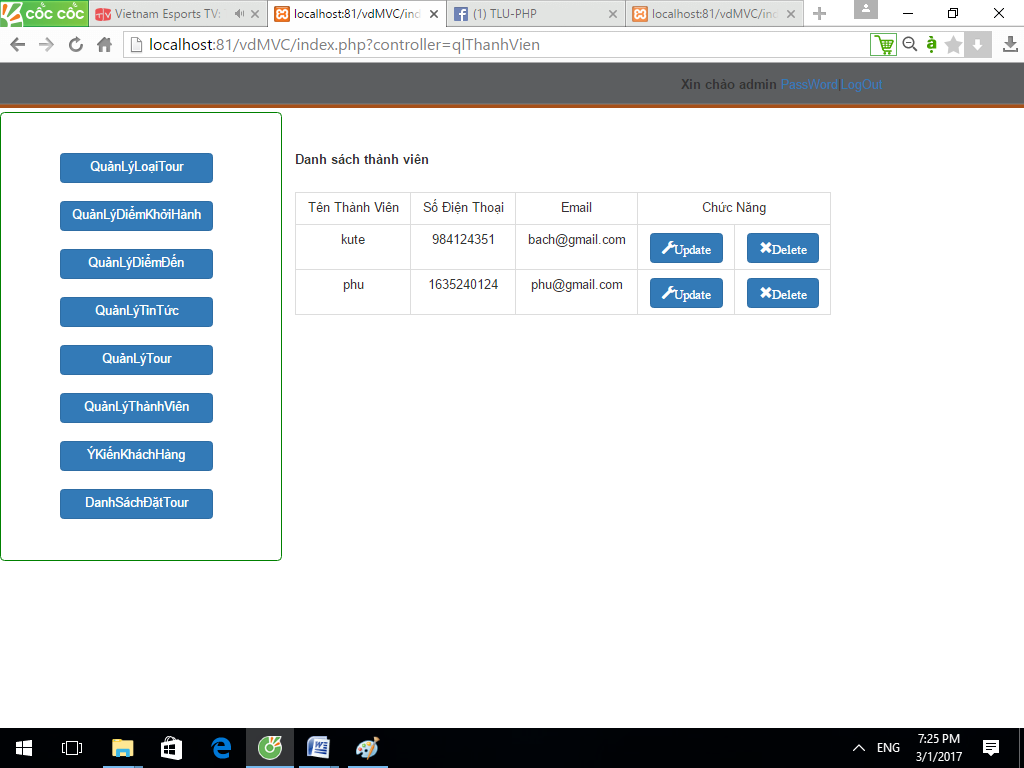 cốc cốc
Vietnam Esports TV:
localhost:81/vdMVC/ind
(1) TLU-PHP
localhost:81/vdMVC/inc
localhost:81/vdMVC/index.php?controller=qlThanhVien
Xin chào admin PassWord|LogOut
QuảnLýLoạiTour
QuảnLýDiểmKhởiHành
QuảnLýDiểmĐến
QuảnLýTinTức
QuảnLýTour
QuảnLýThànhViên
ÝKiếnKháchHàng
DanhSáchĐặtTour
Danh sách thành viên
Tên Thành Viên Số Điện Thoại Email Chức Năng
kute 984124351 bach@gmail.com Update Delete
phu 1635240124 phu@gmail.com Update Delete
ENG
7:25 PM
3/1/2017